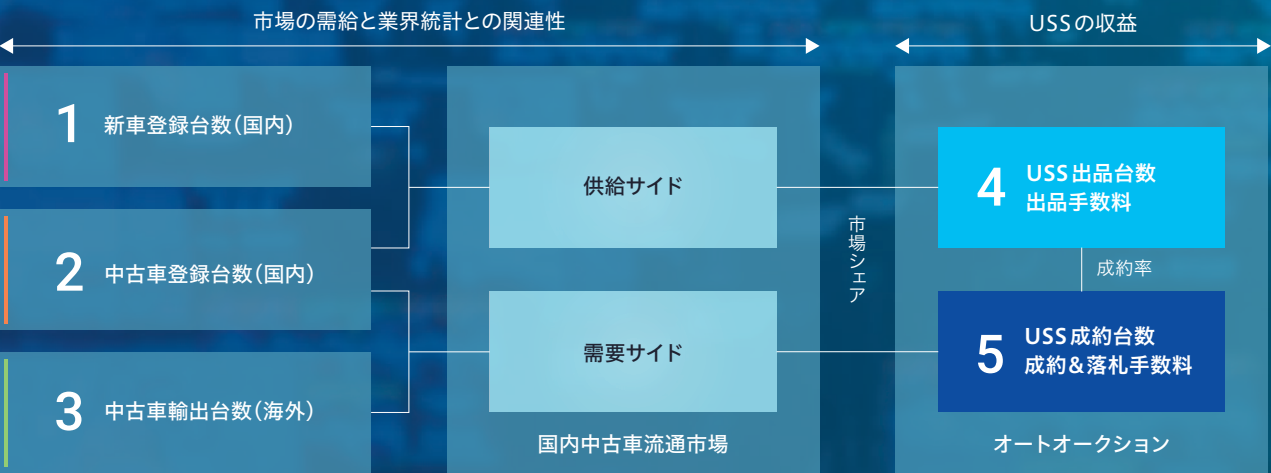 市場の需給と業界統計との関連性
USSの収益
1 新車登録台数(国内)
2 中古車登録台数(国内)
3 中古車輸出台数(海外)
供給サイド
需要サイド
国内中古車流通市場
市場シェア
4 USS出品台数
出品手数料
成約率
5 USS成約台数
成約&落札手数料
オートオークション